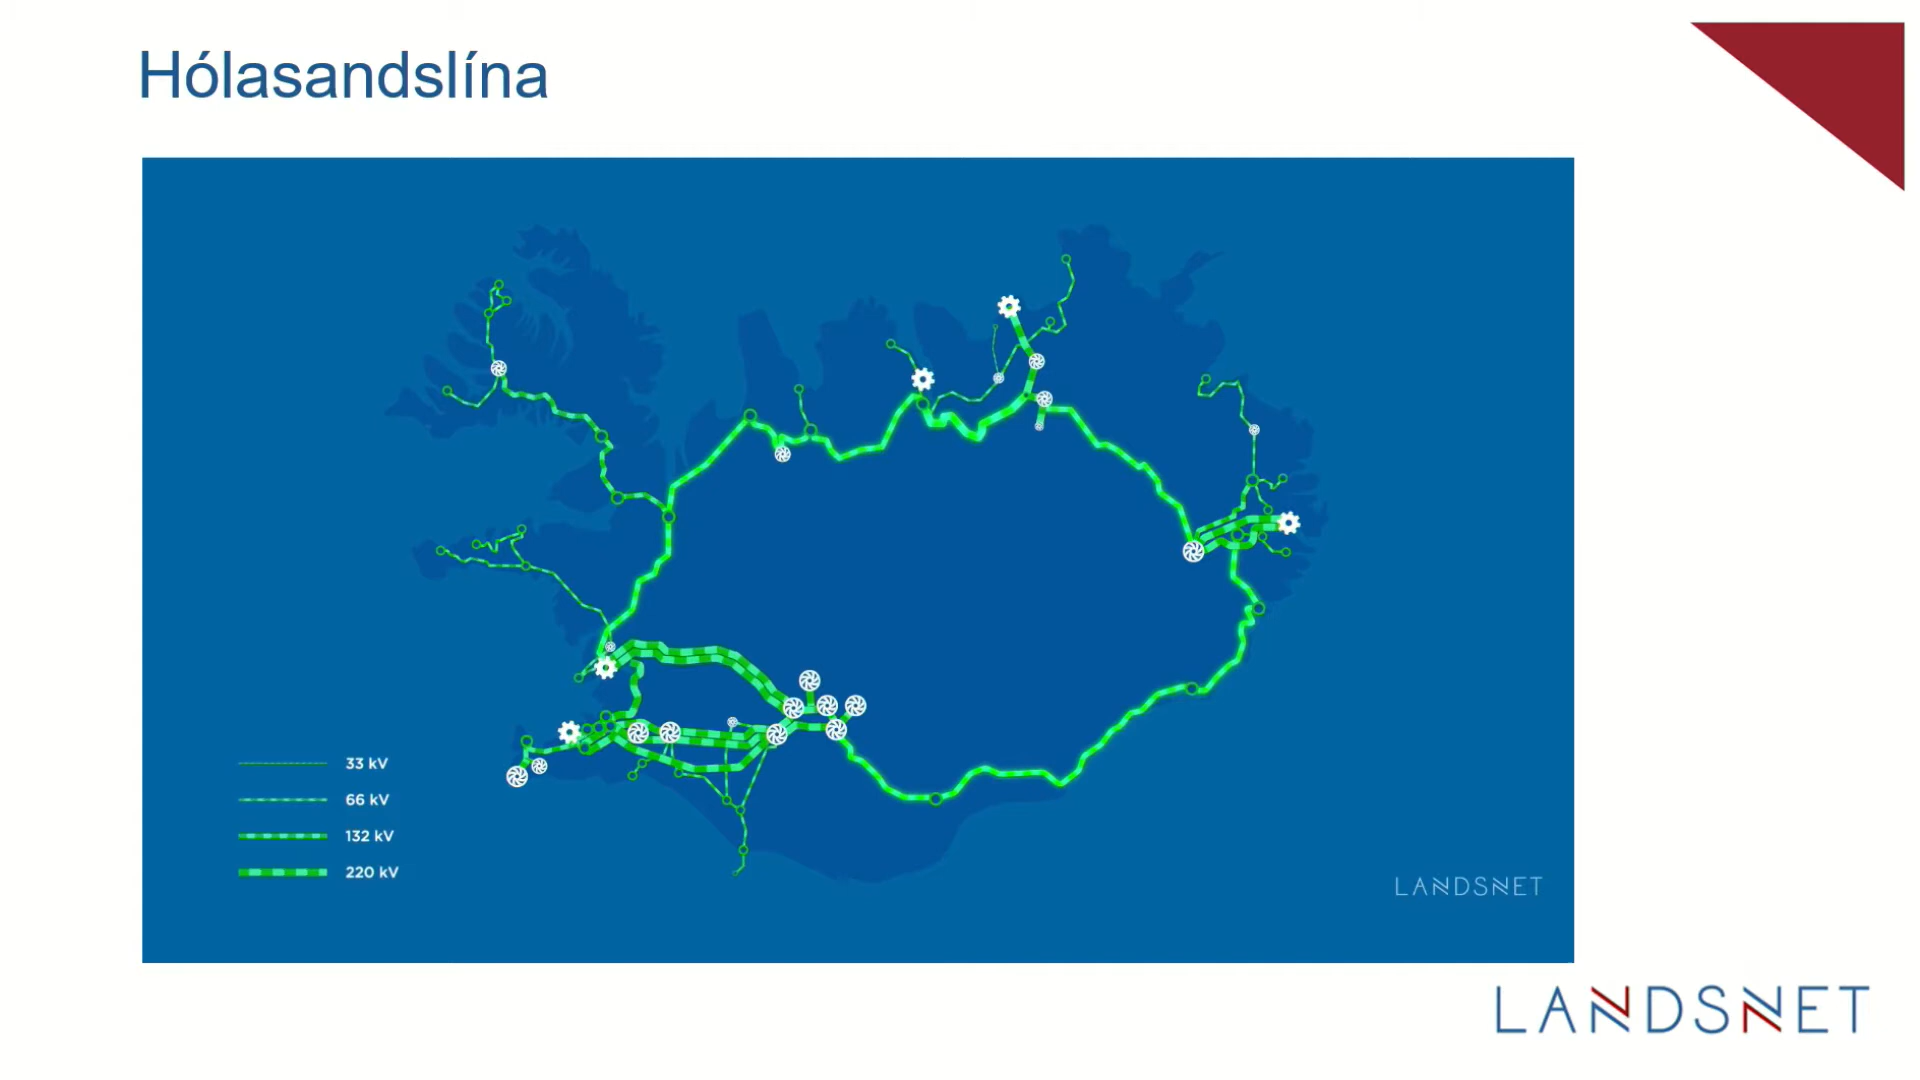 Hólasandslína
33 kV
66 kV
132 kV
220 kV
LANDSNET
LANDSNET